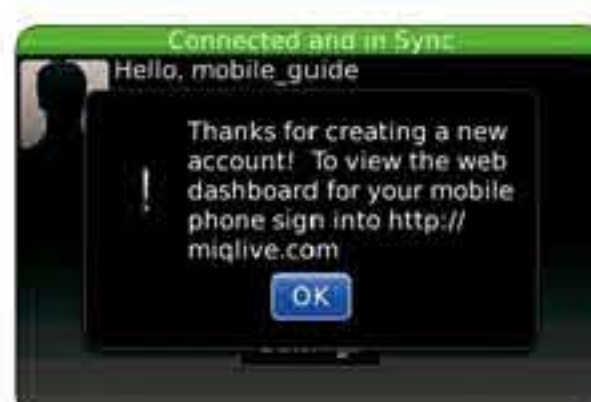 Connected and in Sync
Hello, mobile_guide
Thanks for creating a new
account! To view the web
dashboard for your mobile
phone sign into http://
miqlive.com
!
OK